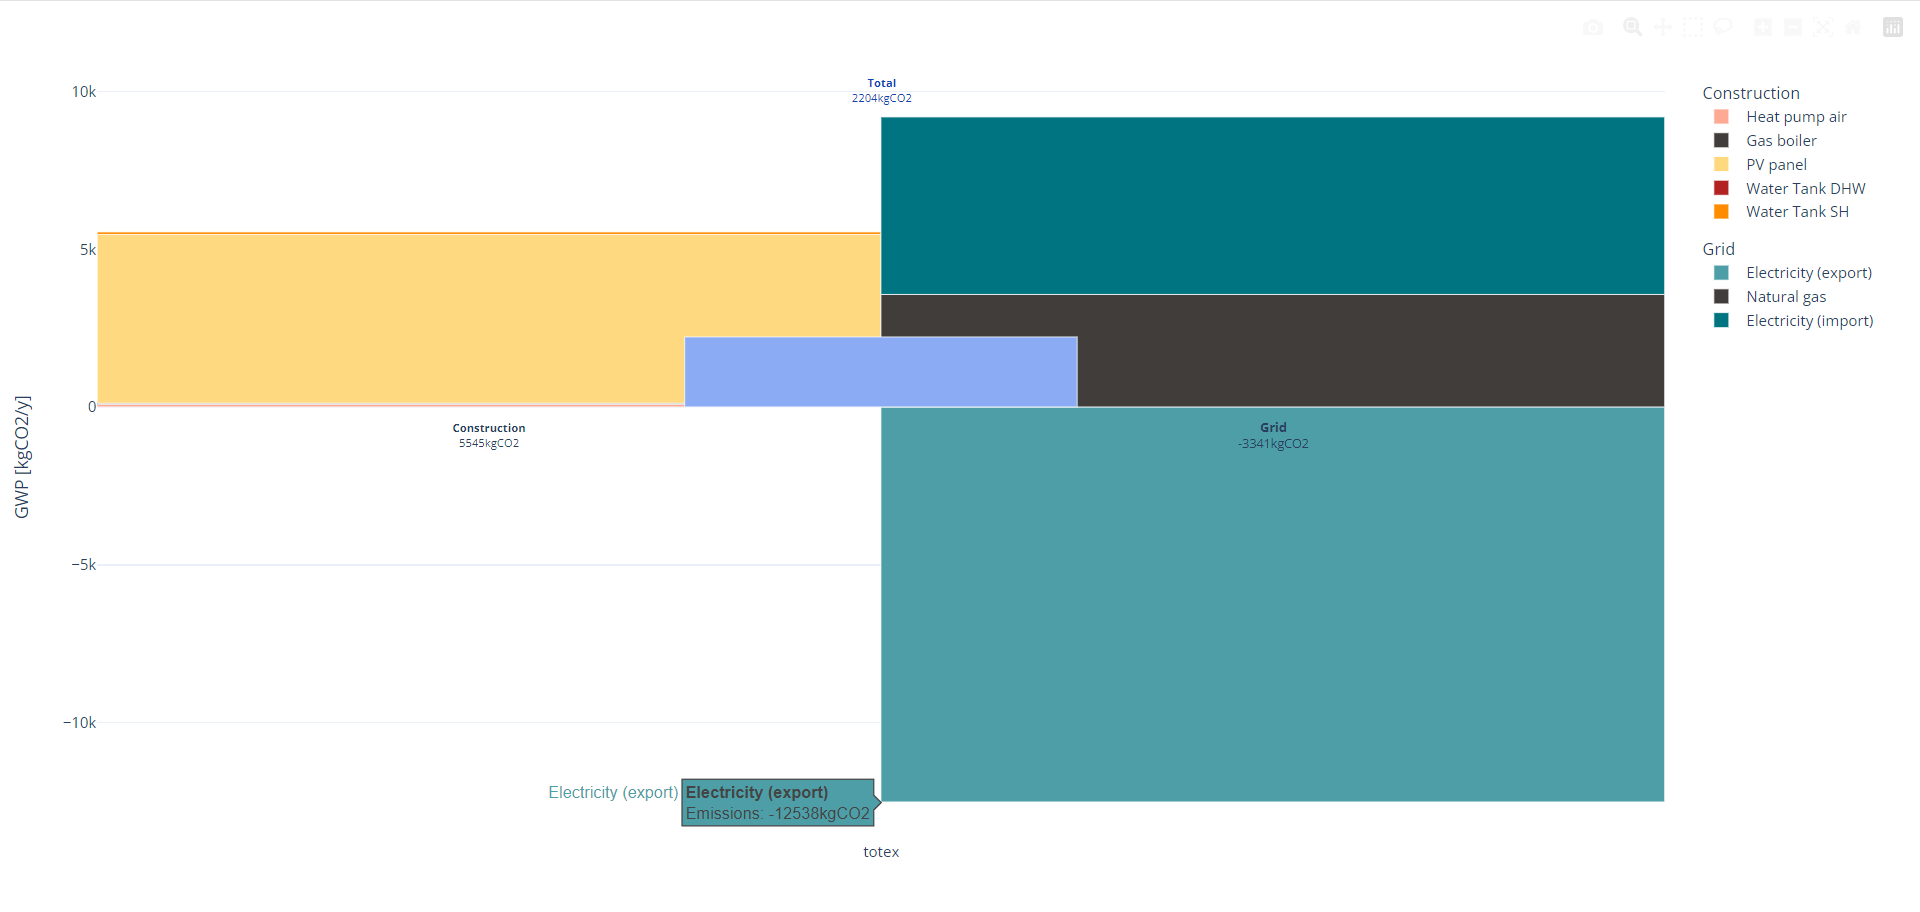 Total
2204kgCO2
10k
5k
0
−5k
−10k
GWP [kgCO2/y]
Construction
5545kgCO2
Grid
-3341kgCO2
Electricity (export)
Electricity (export)
Emissions: -12538kgCO2
totex
Construction
Heat pump air
Gas boiler
PV panel
Water Tank DHW
Water Tank SH
Grid
Electricity (export)
Natural gas
Electricity (import)